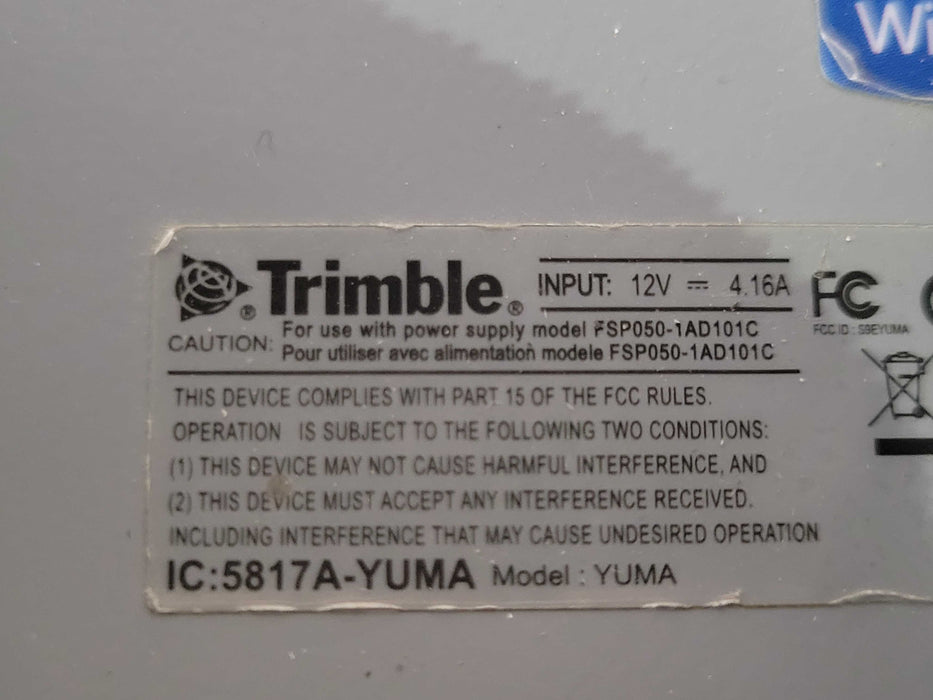 Wi
Trimble®
INPUT: 12V ⎓ 4.16A
FC
FCC ID : S9EYUMA
CAUTION:
For use with power supply model FSP050-1AD101C
Pour utiliser avec alimentation modele FSP050-1AD101C
THIS DEVICE COMPLIES WITH PART 15 OF THE FCC RULES.
OPERATION IS SUBJECT TO THE FOLLOWING TWO CONDITIONS:
(1) THIS DEVICE MAY NOT CAUSE HARMFUL INTERFERENCE, AND
(2) THIS DEVICE MUST ACCEPT ANY INTERFERENCE RECEIVED.
INCLUDING INTERFERENCE THAT MAY CAUSE UNDESIRED OPERATION
IC:5817A-YUMA Model : YUMA